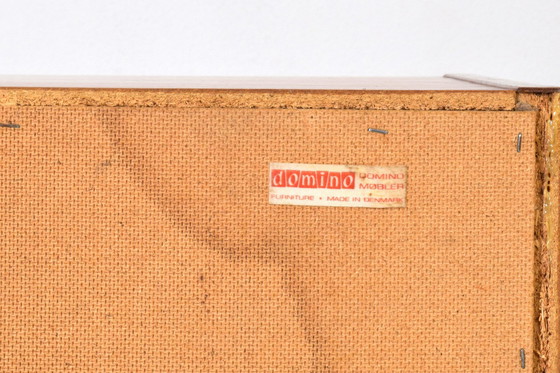 domino DOMINO
MØBLER
FURNITURE • MADE IN DENMARK